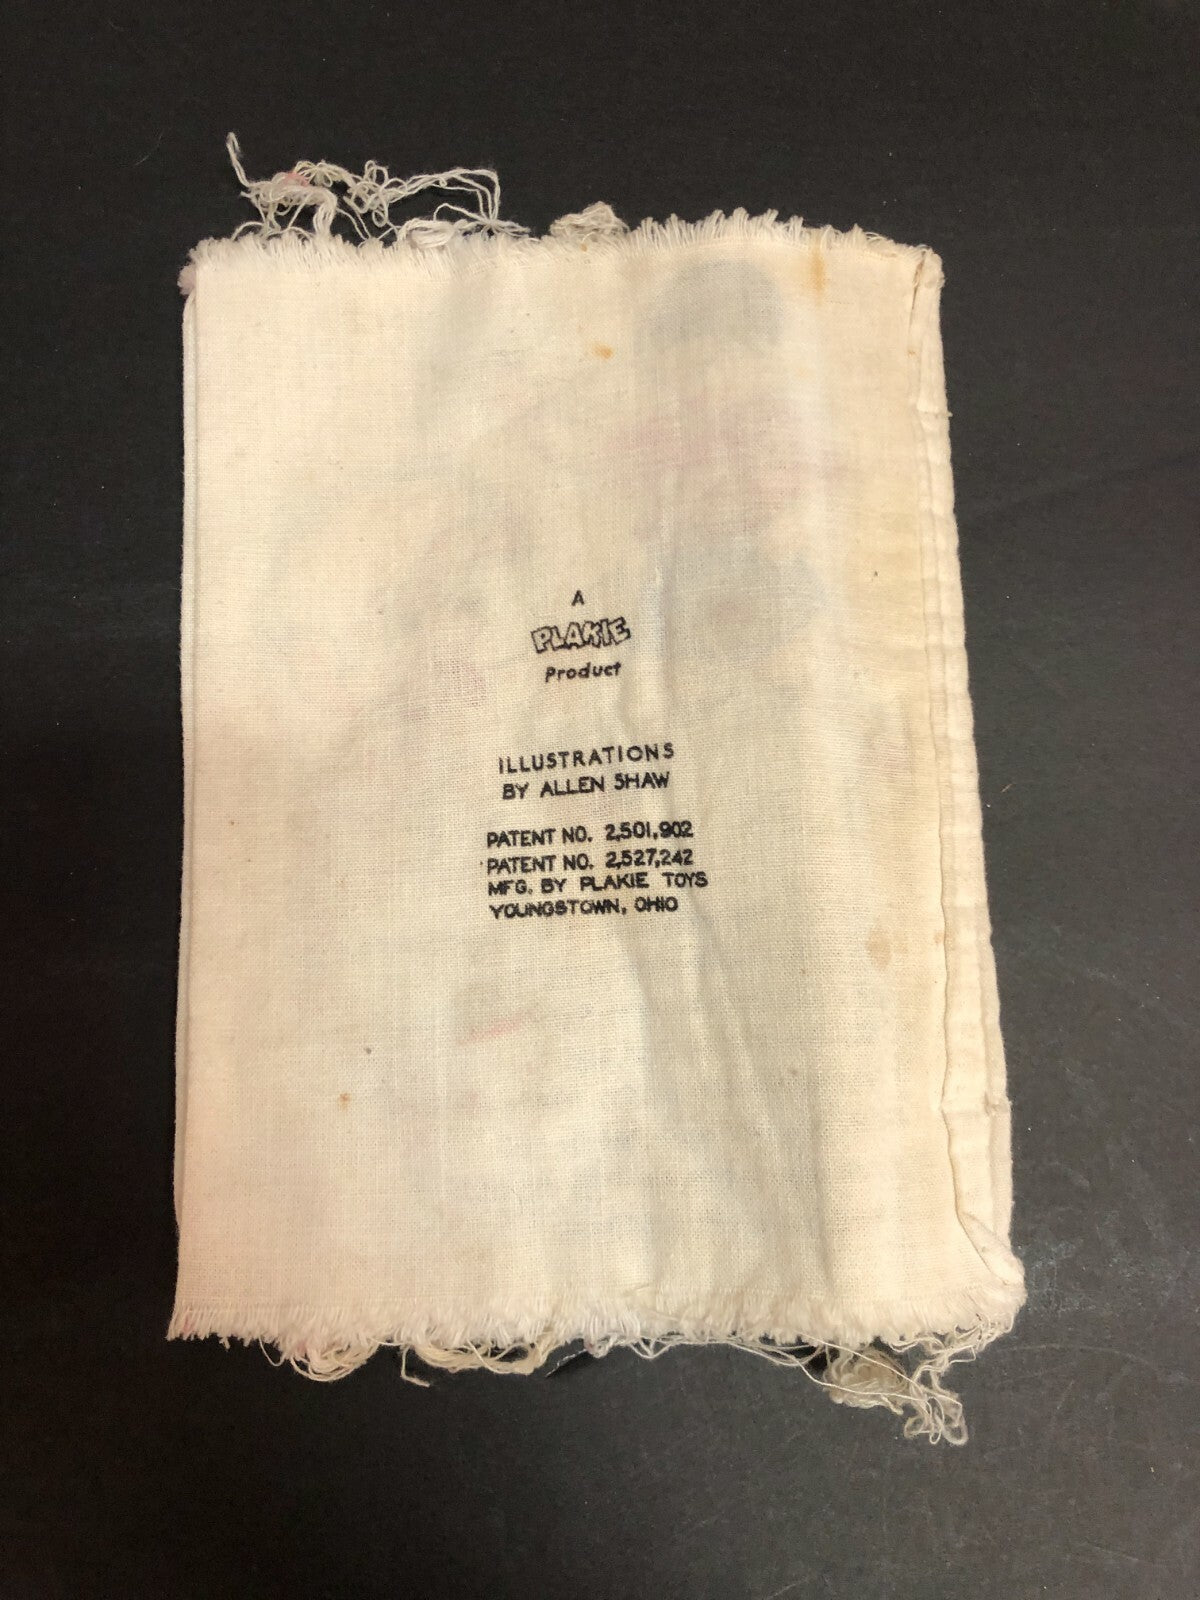 A
PLAKIE
Product
ILLUSTRATIONS
BY ALLEN SHAW
PATENT NO. 2,501,902
PATENT NO. 2,527,242
MFG. BY PLAKIE TOYS
YOUNGSTOWN, OHIO